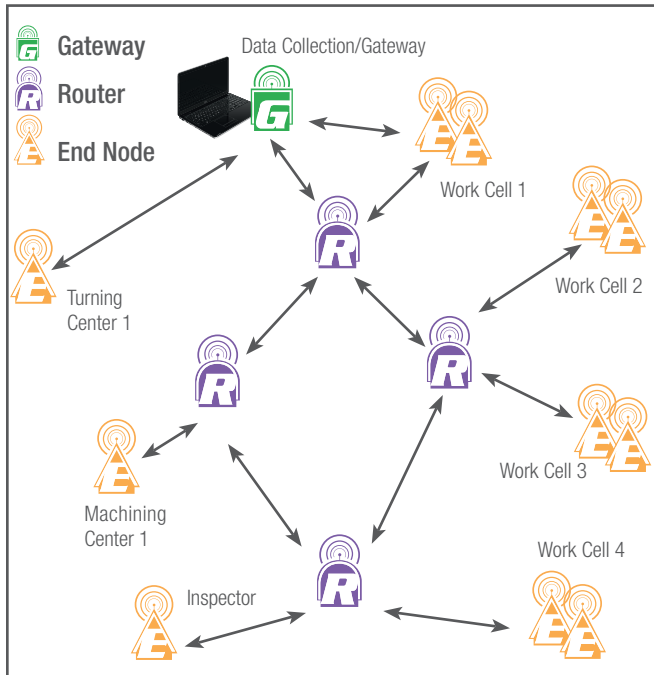 G Gateway
R Router
E End Node
Data Collection/Gateway
G
E E
Work Cell 1
R
E E
Work Cell 2
E
Turning
Center 1
R
R
E E
Work Cell 3
E
Machining
Center 1
Work Cell 4
R
E E
Inspector
E